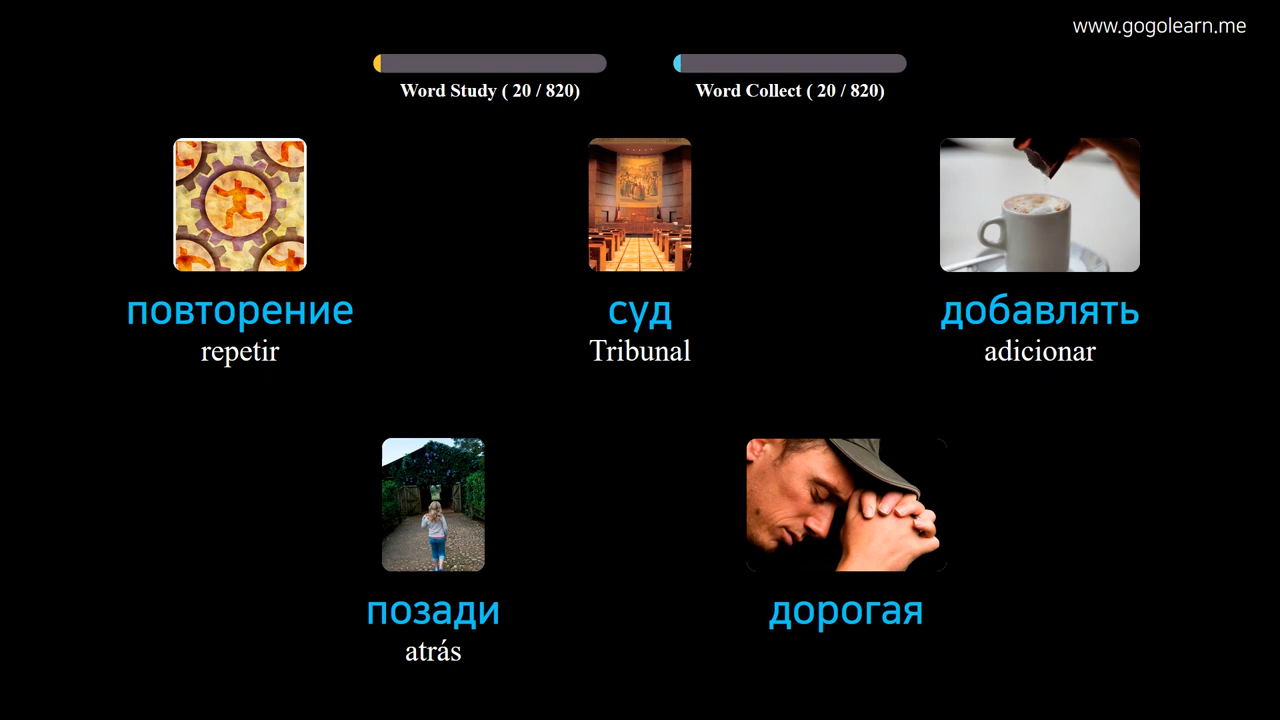 www.gogolearn.me
Word Study ( 20 / 820)
Word Collect ( 20 / 820)
повторение
repetir
суд
Tribunal
добавлять
adicionar
позади
atrás
дорогая